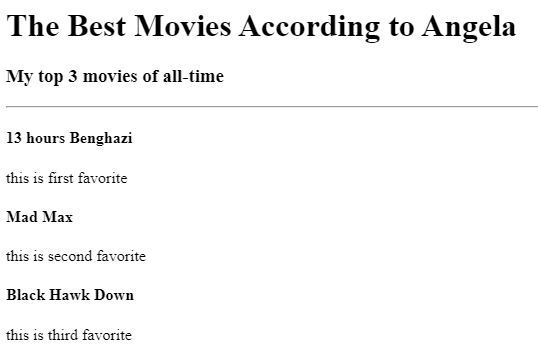 The Best Movies According to Angela
My top 3 movies of all-time
13 hours Benghazi
this is first favorite
Mad Max
this is second favorite
Black Hawk Down
this is third favorite